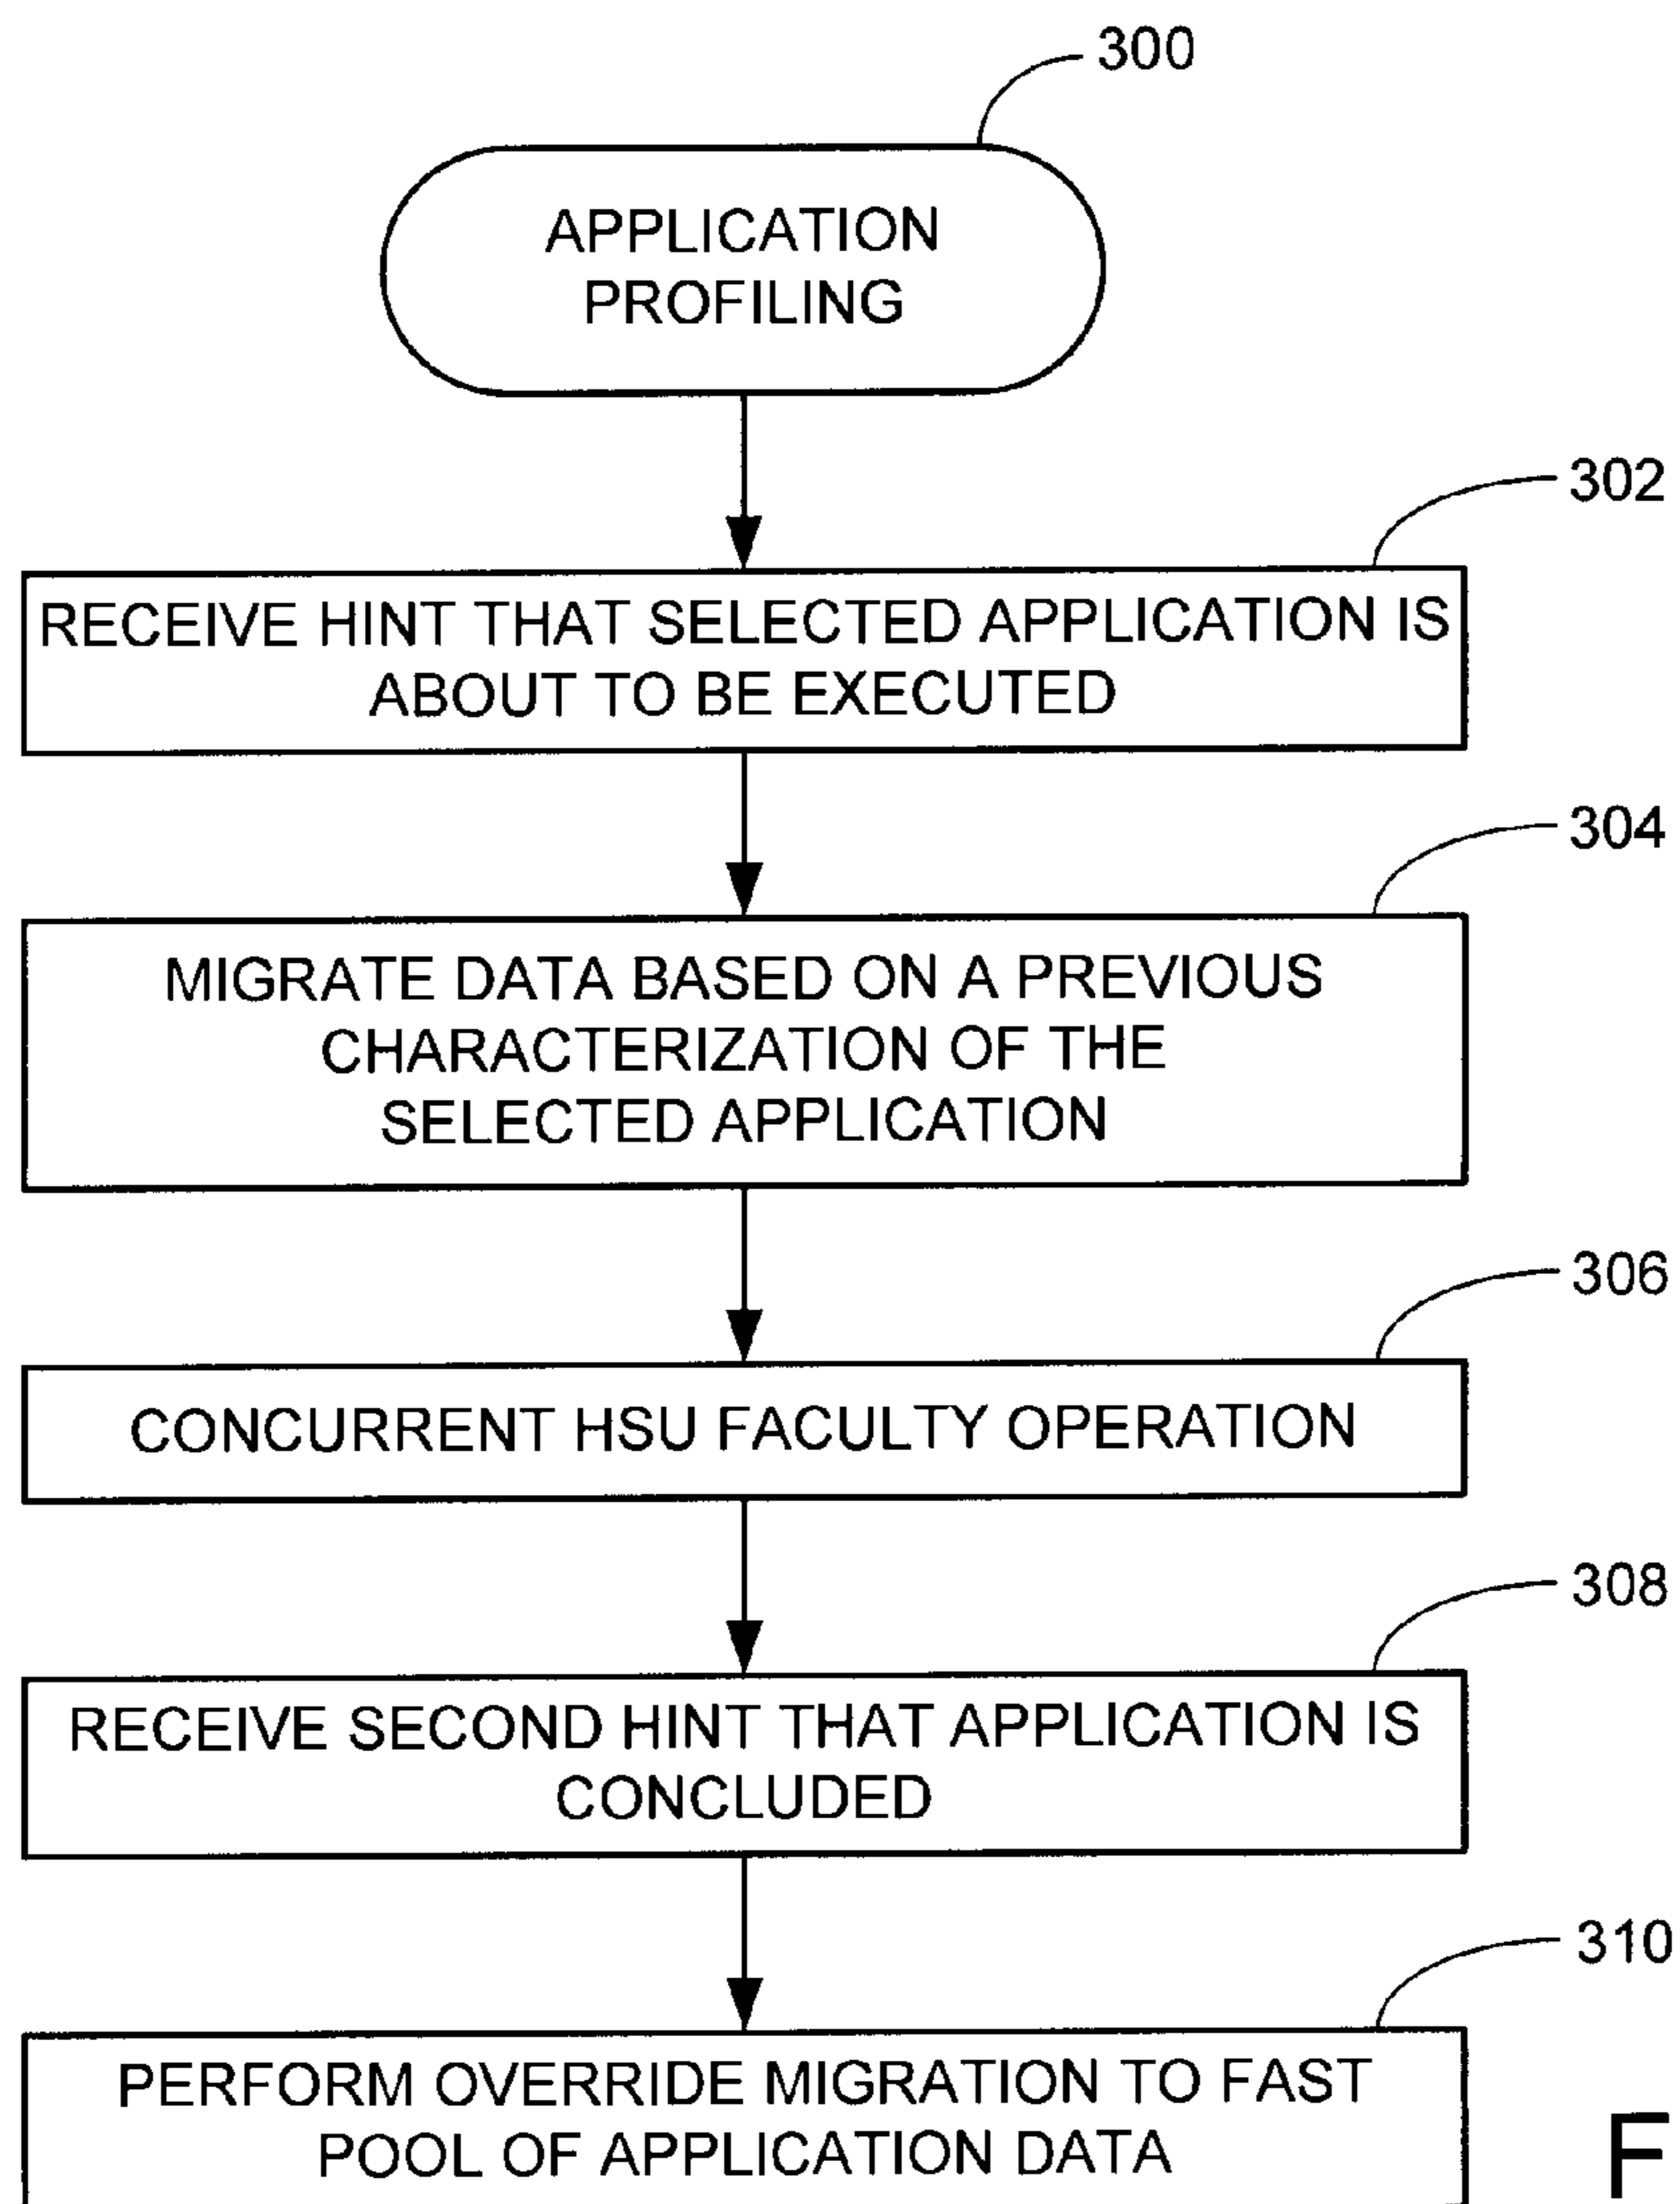 300
APPLICATION
PROFILING
302
RECEIVE HINT THAT SELECTED APPLICATION IS
ABOUT TO BE EXECUTED
304
MIGRATE DATA BASED ON A PREVIOUS
CHARACTERIZATION OF THE
SELECTED APPLICATION
306
CONCURRENT HSU FACULTY OPERATION
308
RECEIVE SECOND HINT THAT APPLICATION IS
CONCLUDED
310
PERFORM OVERRIDE MIGRATION TO FAST
POOL OF APPLICATION DATA
F